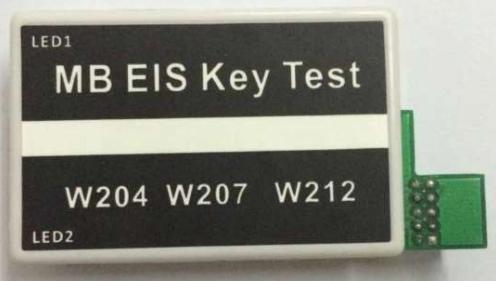 LED1
MB EIS Key Test
W204 W207 W212
LED2